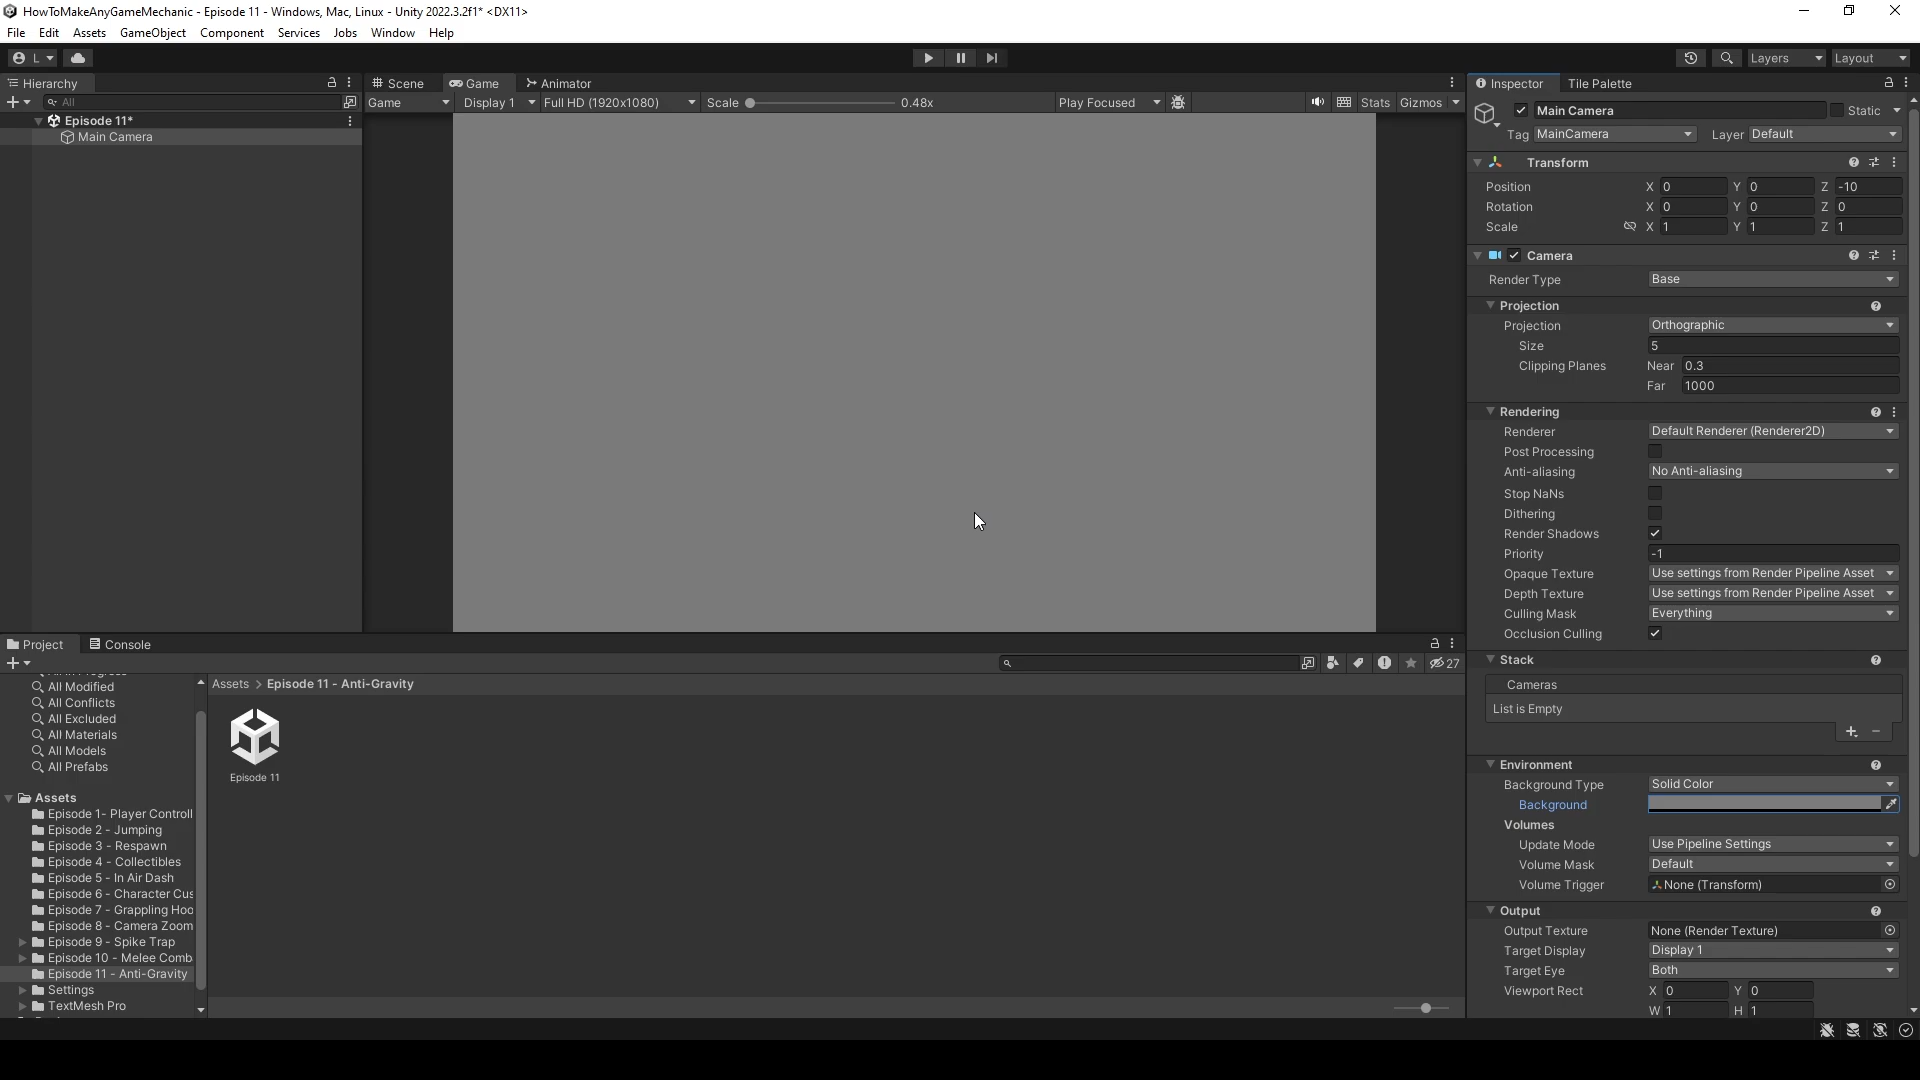 HowToMakeAnyGameMechanic - Episode 11 - Windows, Mac, Linux - Unity 2022.3.2f1* <DX11>
File Edit Assets GameObject Component Services Jobs Window Help
L
Layers Layout
Hierarchy
All
Episode 11*
Main Camera
Scene Game Animator
Game Display 1 Full HD (1920x1080) Scale 0.48x Play Focused Stats Gizmos
Inspector Tile Palette
Main Camera Static
Tag MainCamera Layer Default
Transform
Position X 0 Y 0 Z -10
Rotation X 0 Y 0 Z 0
Scale X 1 Y 1 Z 1
Camera
Render Type Base
Projection
Projection Orthographic
Size 5
Clipping Planes Near 0.3
Far 1000
Rendering
Renderer Default Renderer (Renderer2D)
Post Processing
Anti-aliasing No Anti-aliasing
Stop NaNs
Dithering
Render Shadows
Priority -1
Opaque Texture Use settings from Render Pipeline Asset
Depth Texture Use settings from Render Pipeline Asset
Culling Mask Everything
Occlusion Culling
Stack
Cameras
List is Empty
Environment
Background Type Solid Color
Background
Volumes
Update Mode Use Pipeline Settings
Volume Mask Default
Volume Trigger None (Transform)
Output
Output Texture None (Render Texture)
Target Display Display 1
Target Eye Both
Viewport Rect X 0 Y 0
W 1 H 1
Project Console
27
All Modified
All Conflicts
All Excluded
All Materials
All Models
All Prefabs
Assets
Episode 1- Player Controll
Episode 2 - Jumping
Episode 3 - Respawn
Episode 4 - Collectibles
Episode 5 - In Air Dash
Episode 6 - Character Cus
Episode 7 - Grappling Hoo
Episode 8 - Camera Zoom
Episode 9 - Spike Trap
Episode 10 - Melee Comb
Episode 11 - Anti-Gravity
Settings
TextMesh Pro
Assets > Episode 11 - Anti-Gravity
Episode 11